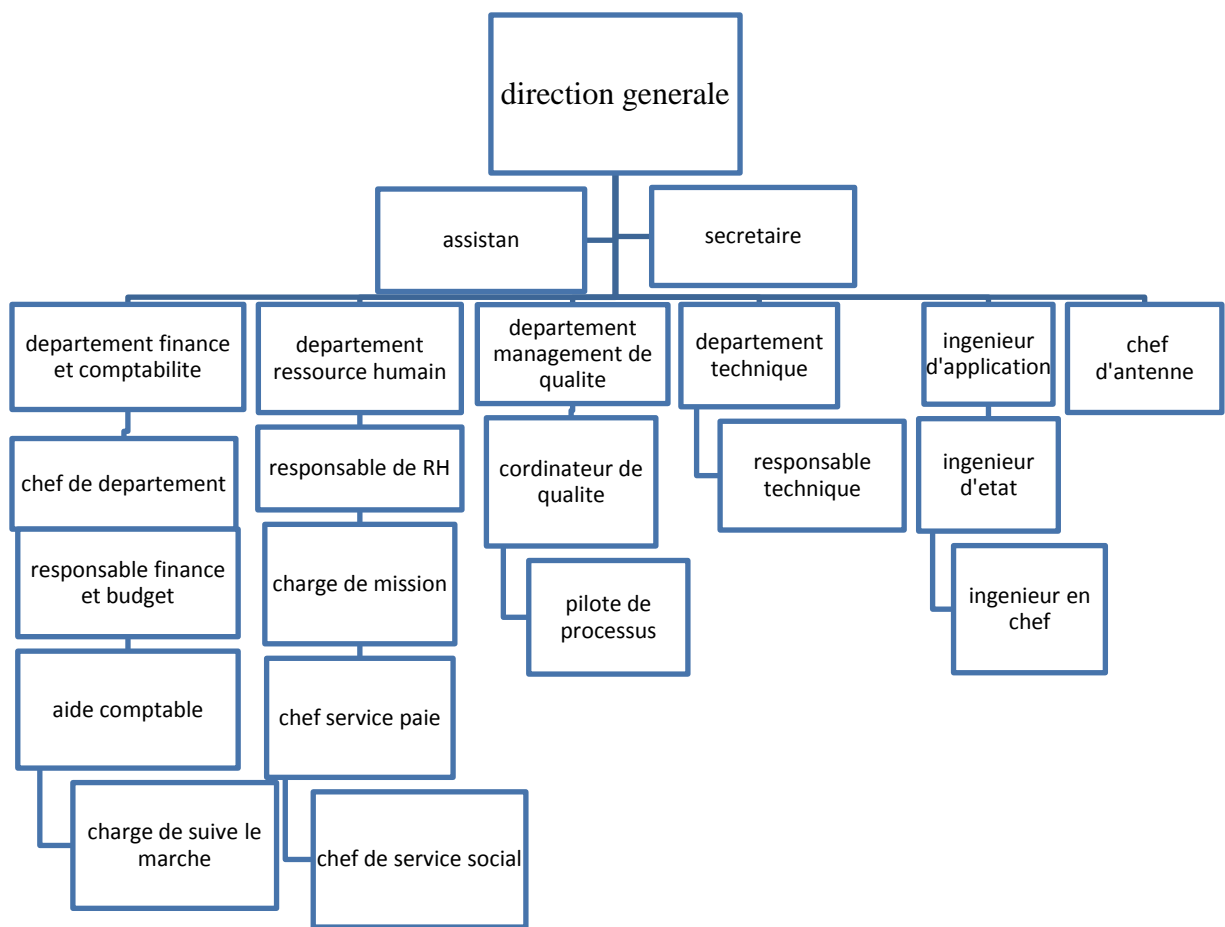 direction generale
assistan
secretaire
departement finance
et comptabilite
departement
ressource humain
departement
management de
qualite
departement
technique
ingenieur
d'application
chef
d'antenne
chef de departement
responsable de RH
cordinateur de
qualite
responsable
technique
ingenieur
d'etat
responsable finance
et budget
charge de mission
pilote de
processus
ingenieur en
chef
aide comptable
chef service paie
charge de suive le
marche
chef de service social